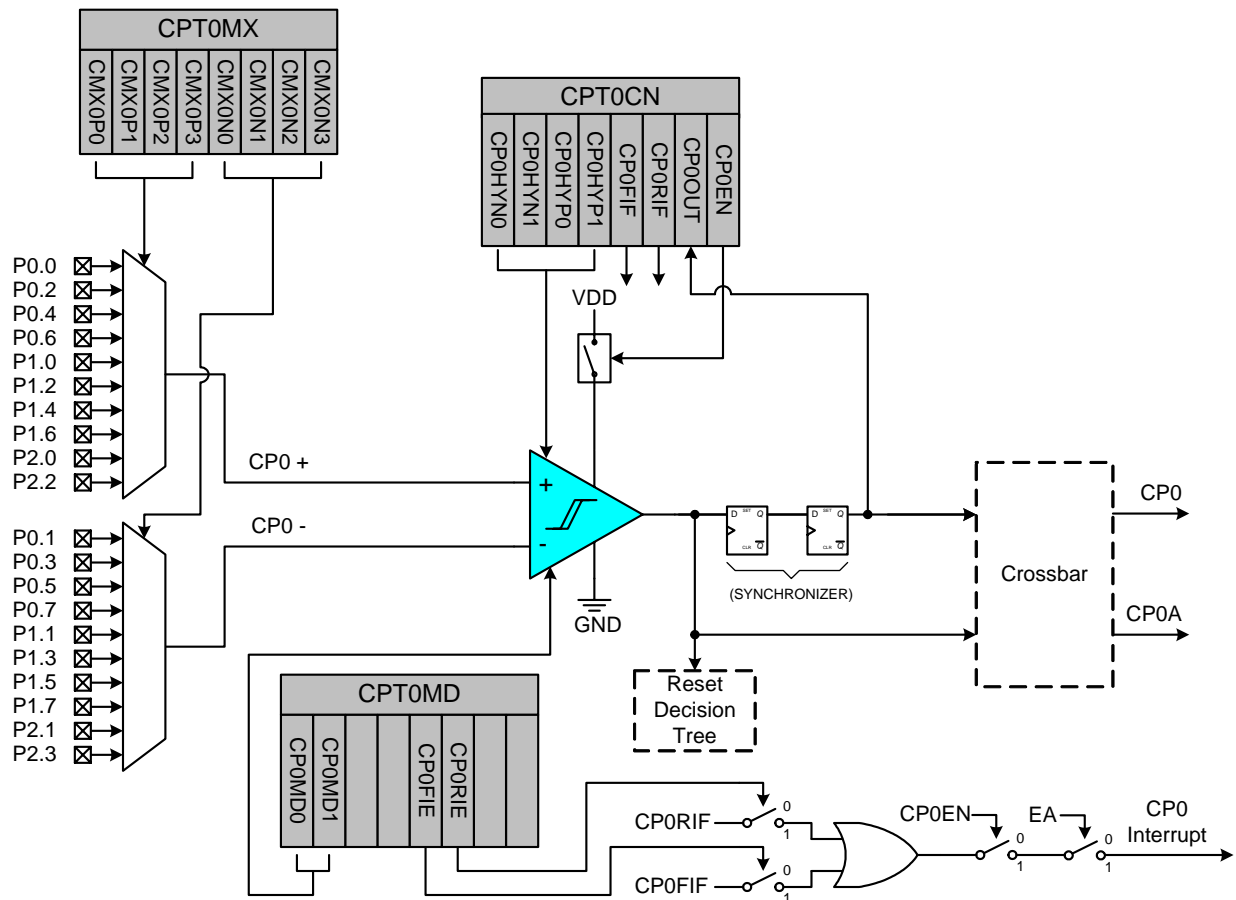 CPT0MX
CMX0P0
CMX0P1
CMX0P2
CMX0P3
CMX0N0
CMX0N1
CMX0N2
CMX0N3
CPT0CN
CP0HYN0
CP0HYN1
CP0HYP0
CP0HYP1
CP0FIF
CP0RIF
CP0OUT
CP0EN
P0.0
P0.2
P0.4
P0.6
P1.0
P1.2
P1.4
P1.6
P2.0
P2.2
VDD
CP0 +
CP0 -
+
-
GND
D SET Q
CLR Q
D SET Q
CLR Q
(SYNCHRONIZER)
Crossbar
CP0
CP0A
P0.1
P0.3
P0.5
P0.7
P1.1
P1.3
P1.5
P1.7
P2.1
P2.3
Reset
Decision
Tree
CPT0MD
CP0MD0
CP0MD1
CP0FIE
CP0RIE
CP0RIF
0
1
CP0FIF
0
1
CP0EN
0
1
EA
0
1
CP0
Interrupt